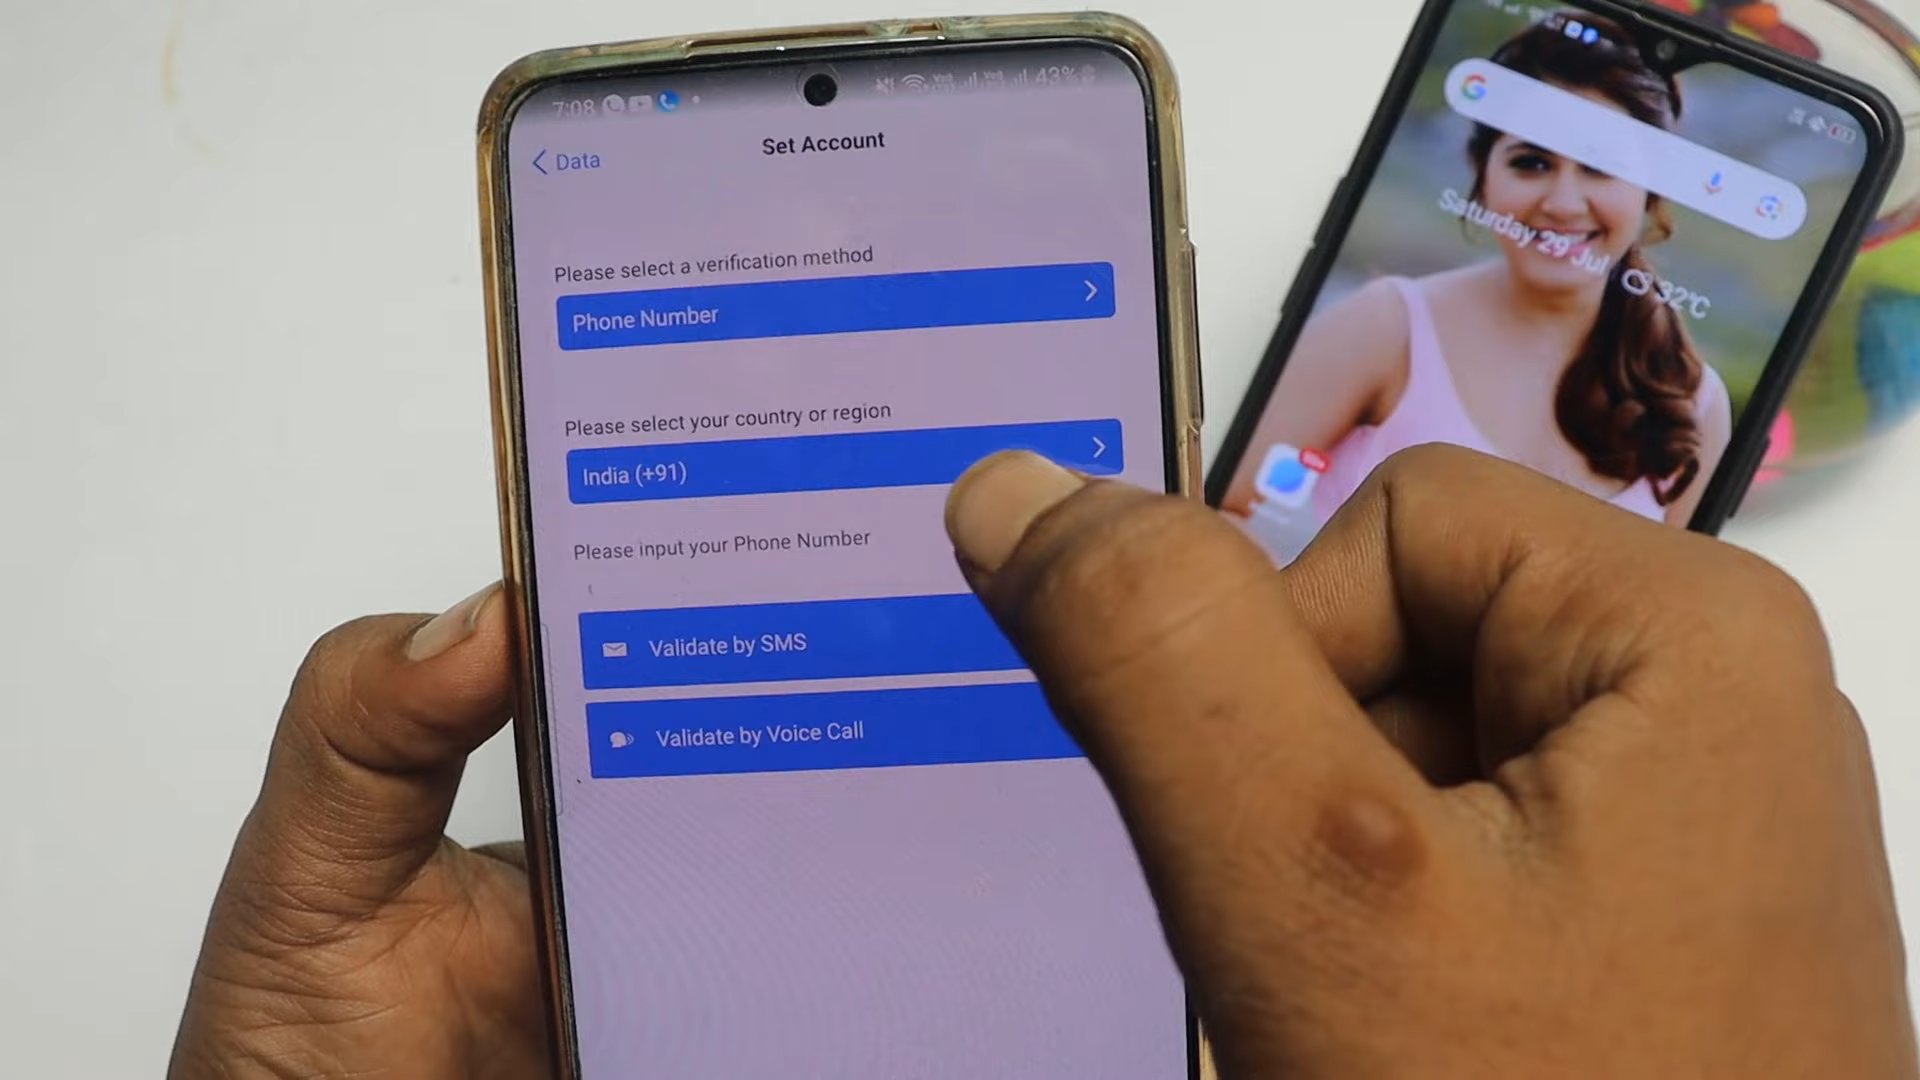 7:08
43%
Data
Set Account
Please select a verification method
Phone Number
Please select your country or region
India (+91)
Please input your Phone Number
Validate by SMS
Validate by Voice Call
G
Saturday 29 Jul
32°C